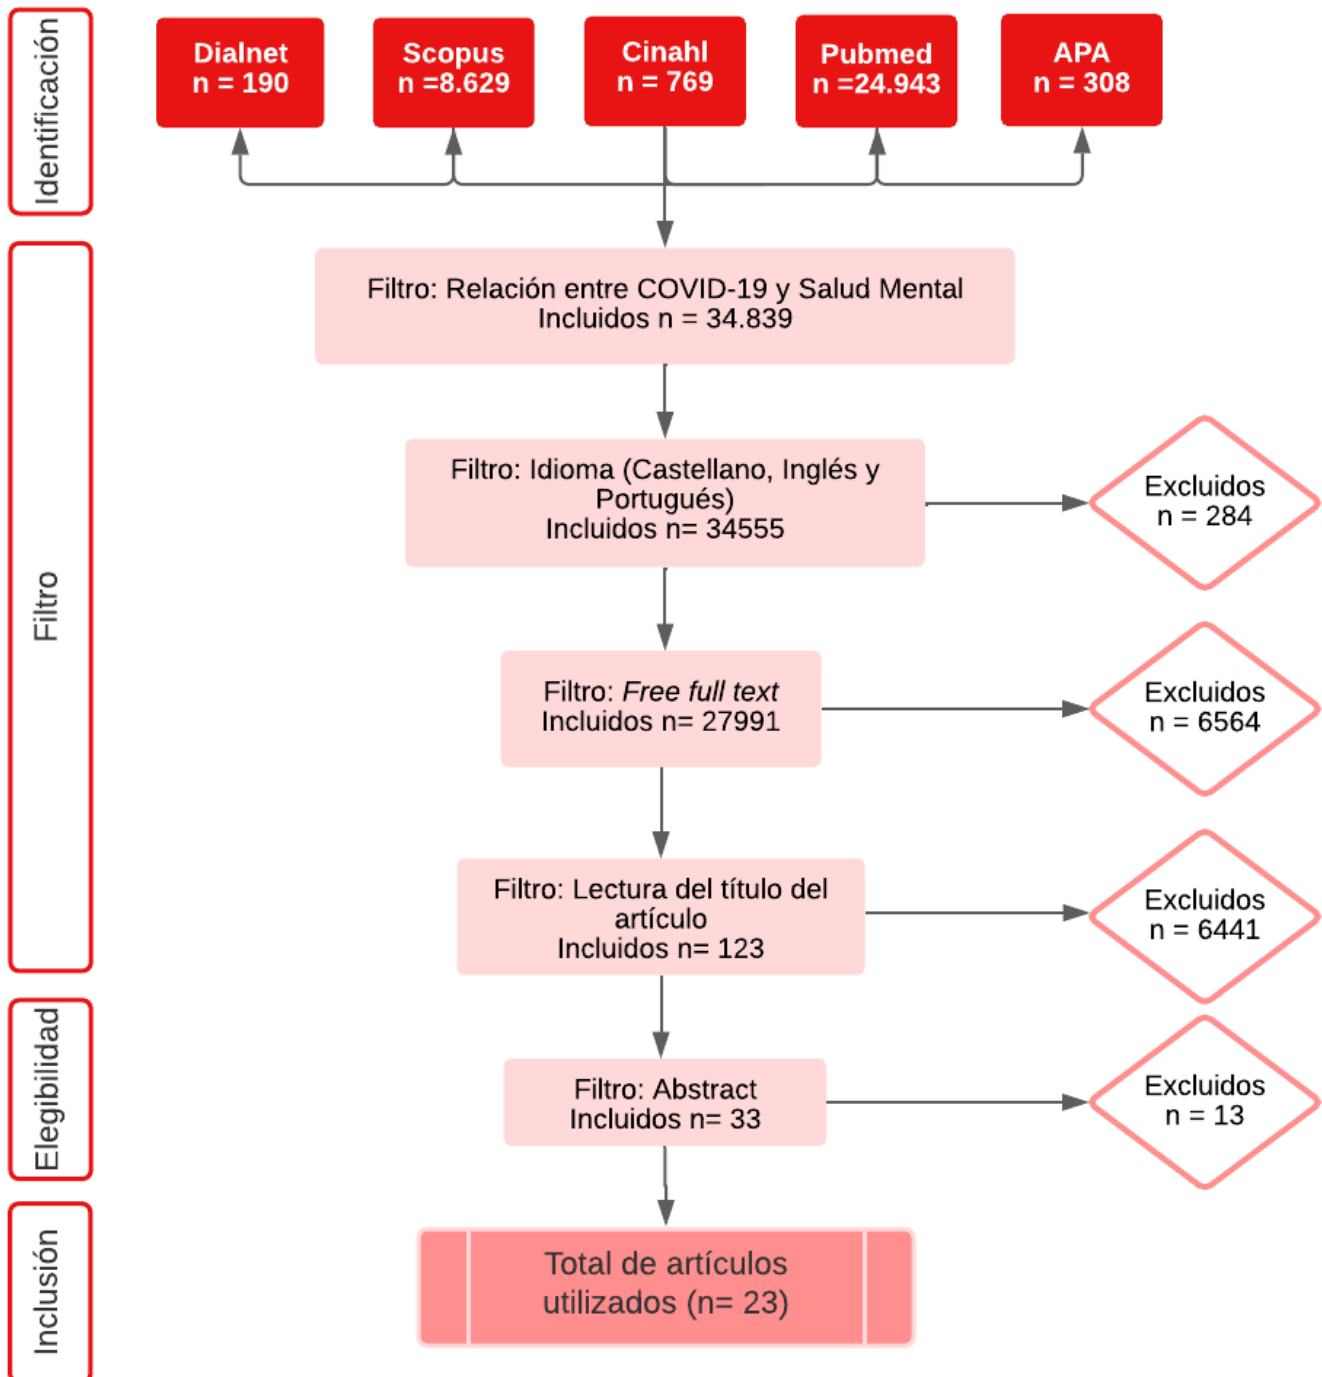 Identificación
Dialnet
n = 190
Scopus
n =8.629
Cinahl
n = 769
Pubmed
n =24.943
APA
n = 308
Filtro
Filtro: Relación entre COVID-19 y Salud Mental
Incluidos n = 34.839
Filtro: Idioma (Castellano, Inglés y
Portugués)
Incluidos n= 34555
Excluidos
n = 284
Filtro: Free full text
Incluidos n= 27991
Excluidos
n = 6564
Filtro: Lectura del título del
artículo
Incluidos n= 123
Excluidos
n = 6441
Elegibilidad
Filtro: Abstract
Incluidos n= 33
Excluidos
n = 13
Inclusión
Total de artículos
utilizados (n= 23)